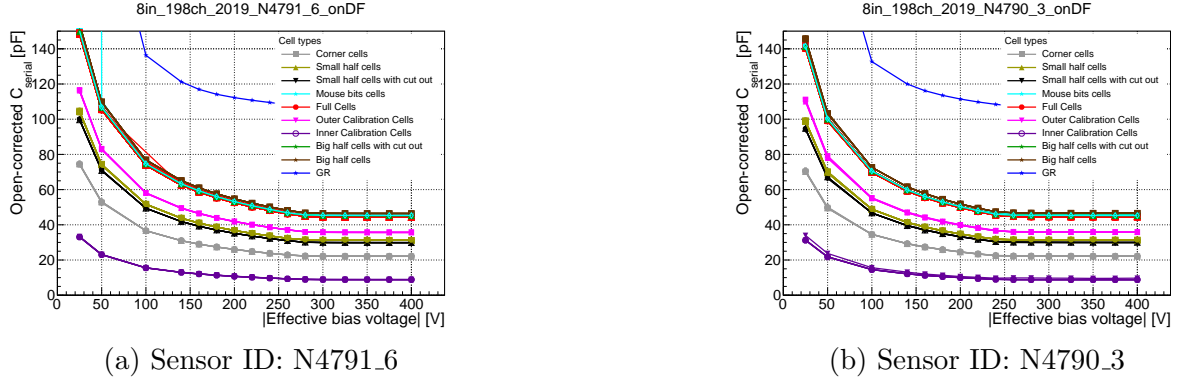 8in_198ch_2019_N4791_6_onDF
Open-corrected C_serial [pF]
140
120
100
80
60
40
20
0
Cell types
Corner cells
Small half cells
Small half cells with cut out
Mouse bits cells
Full Cells
Outer Calibration Cells
Inner Calibration Cells
Big half cells with cut out
Big half cells
GR
0 50 100 150 200 250 300 350 400
|Effective bias voltage| [V]
(a) Sensor ID: N4791_6
8in_198ch_2019_N4790_3_onDF
Open-corrected C_serial [pF]
140
120
100
80
60
40
20
0
Cell types
Corner cells
Small half cells
Small half cells with cut out
Mouse bits cells
Full Cells
Outer Calibration Cells
Inner Calibration Cells
Big half cells with cut out
Big half cells
GR
0 50 100 150 200 250 300 350 400
|Effective bias voltage| [V]
(b) Sensor ID: N4790_3